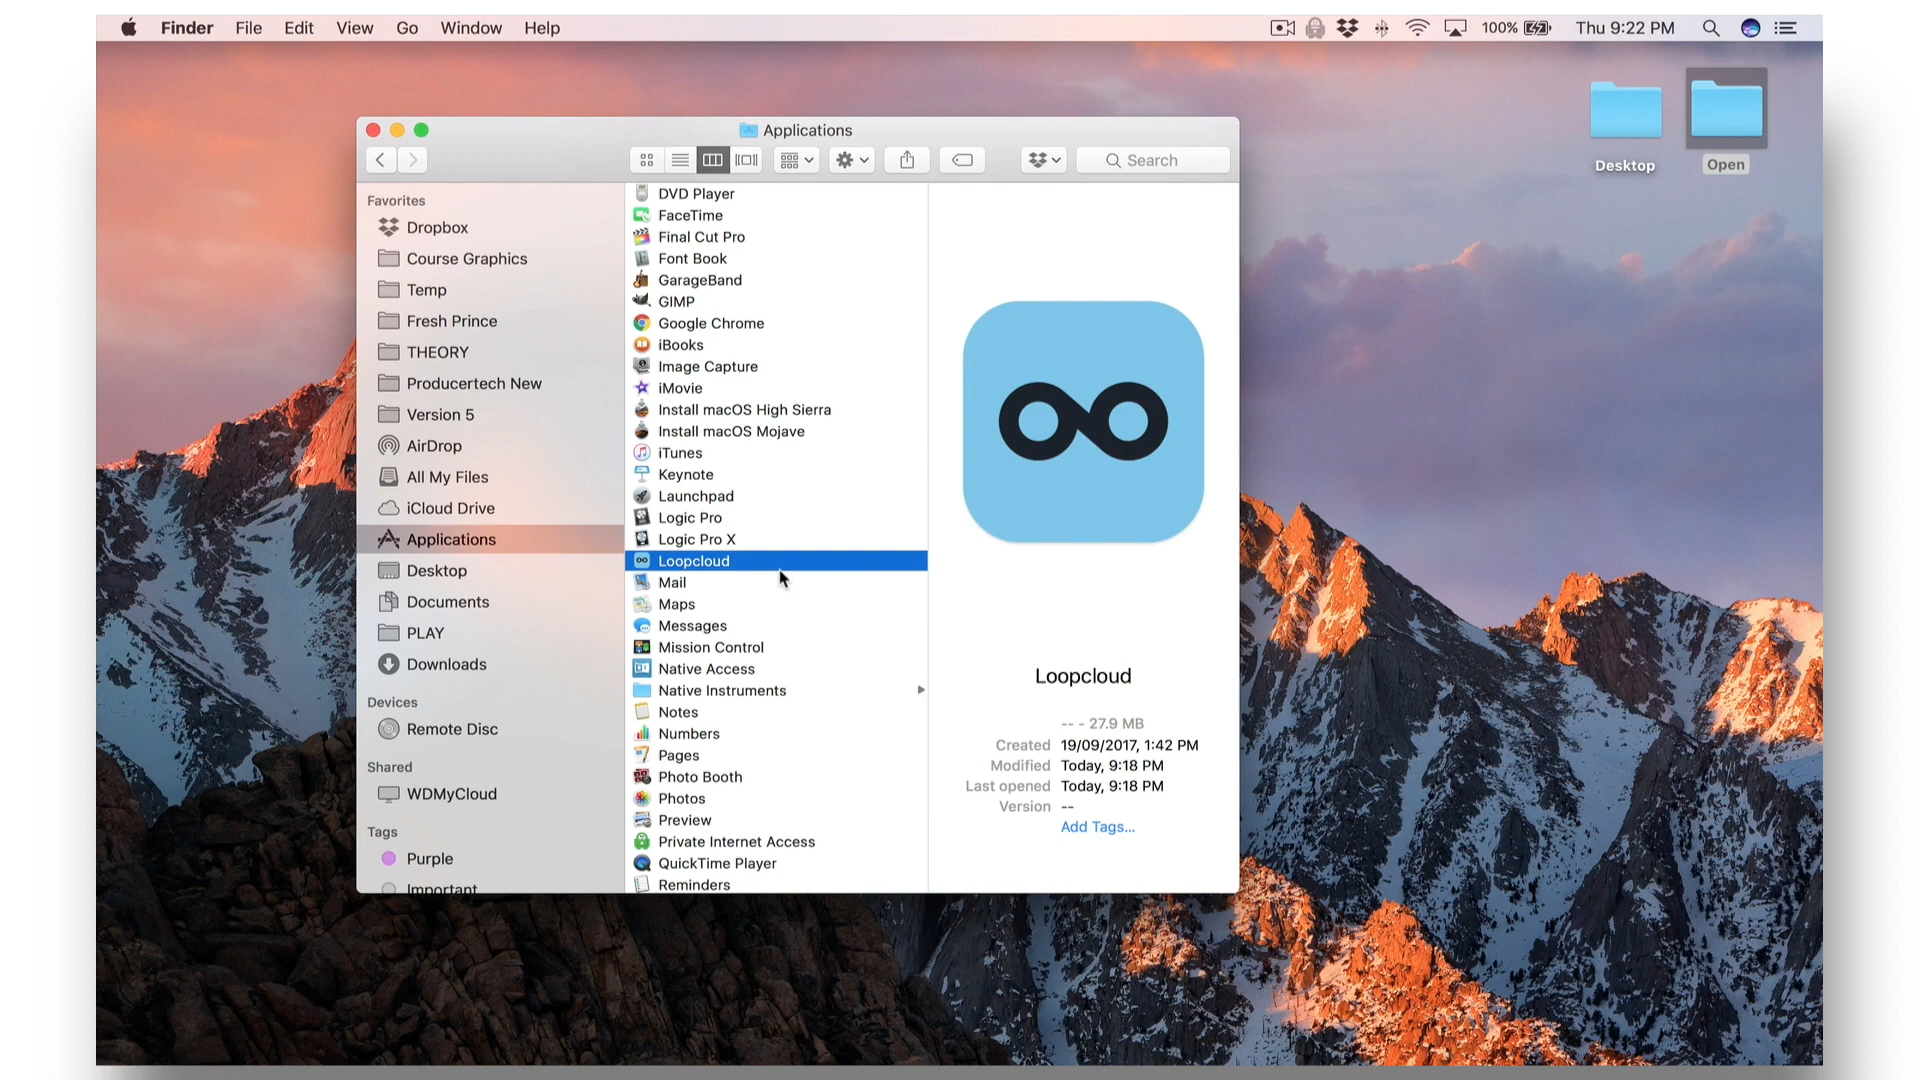 Finder File Edit View Go Window Help 100% Thu 9:22 PM
Desktop
Open
Applications
Search
Favorites
Dropbox
Course Graphics
Temp
Fresh Prince
THEORY
Producertech New
Version 5
AirDrop
All My Files
iCloud Drive
Applications
Desktop
Documents
PLAY
Downloads
Devices
Remote Disc
Shared
WDMyCloud
Tags
Purple
Important
DVD Player
FaceTime
Final Cut Pro
Font Book
GarageBand
GIMP
Google Chrome
iBooks
Image Capture
iMovie
Install macOS High Sierra
Install macOS Mojave
iTunes
Keynote
Launchpad
Logic Pro
Logic Pro X
Loopcloud
Mail
Maps
Messages
Mission Control
Native Access
Native Instruments
Notes
Numbers
Pages
Photo Booth
Photos
Preview
Private Internet Access
QuickTime Player
Reminders
Loopcloud
-- - 27.9 MB
Created 19/09/2017, 1:42 PM
Modified Today, 9:18 PM
Last opened Today, 9:18 PM
Version --
Add Tags...